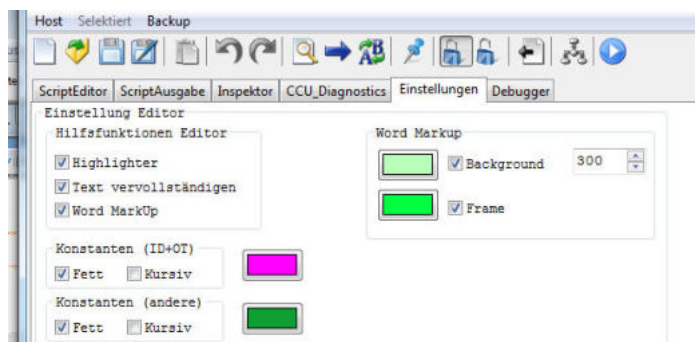 Host Selektiert Backup
ScriptEditor ScriptAusgabe Inspektor CCU_Diagnostics Einstellungen Debugger
Einstellung Editor
Hilfsfunktionen Editor
Highlighter
Text vervollständigen
Word MarkUp
Word Markup
Background 300
Frame
Konstanten (ID+OT)
Fett Kursiv
Konstanten (andere)
Fett Kursiv